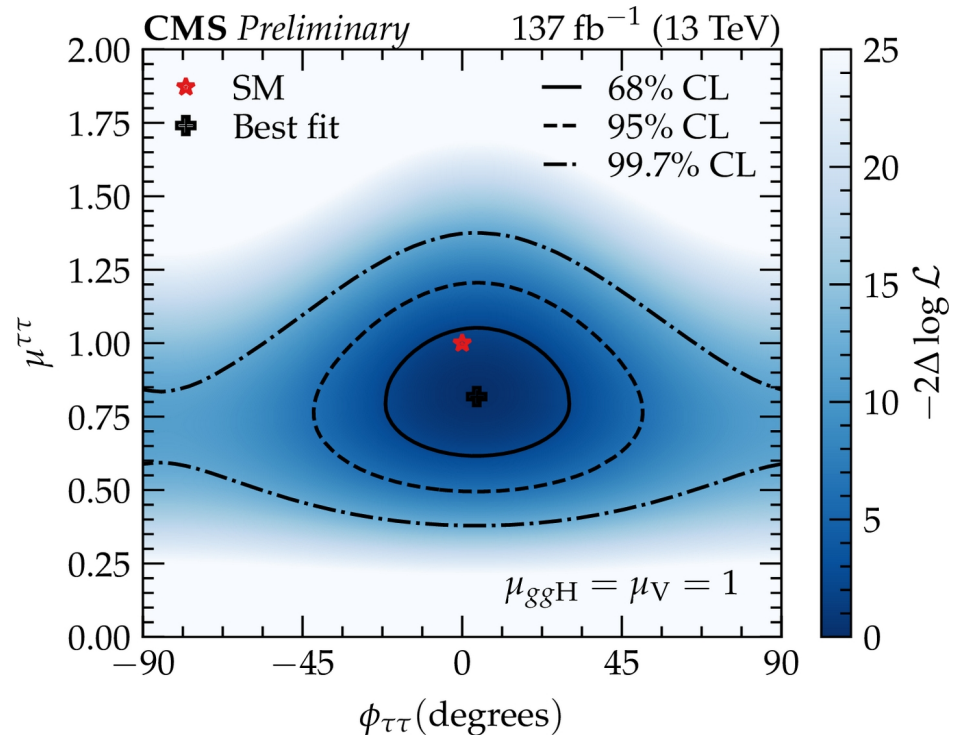 CMS Preliminary 137 fb⁻¹ (13 TeV)
SM
Best fit
68% CL
95% CL
99.7% CL
μ_ggH = μ_V = 1
2.00
1.75
1.50
1.25
1.00
0.75
0.50
0.25
0.00
μ^ττ
−90 −45 0 45 90
ϕ_ττ (degrees)
25
20
15
10
5
0
−2Δ log ℒ